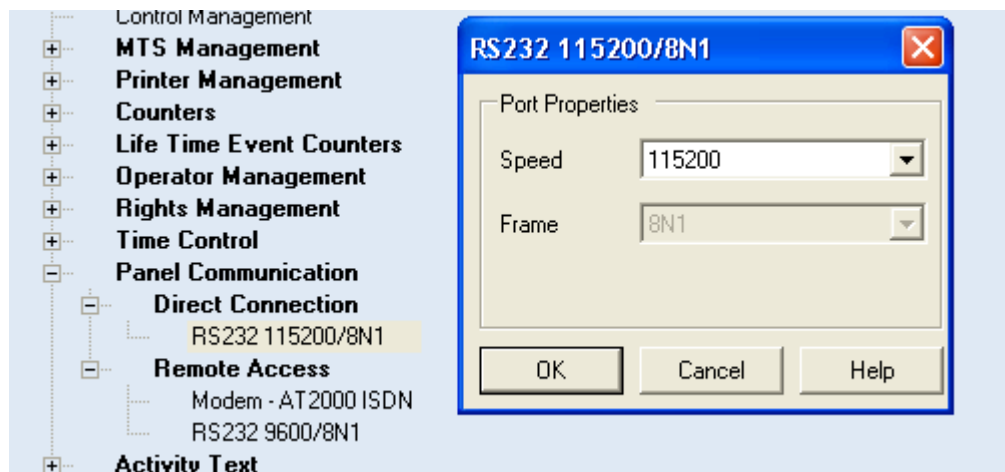 Control Management
MTS Management
Printer Management
Counters
Life Time Event Counters
Operator Management
Rights Management
Time Control
Panel Communication
Direct Connection
RS232 115200/8N1
Remote Access
Modem - AT2000 ISDN
RS232 9600/8N1
Activity Text
RS232 115200/8N1
Port Properties
Speed 115200
Frame 8N1
OK Cancel Help